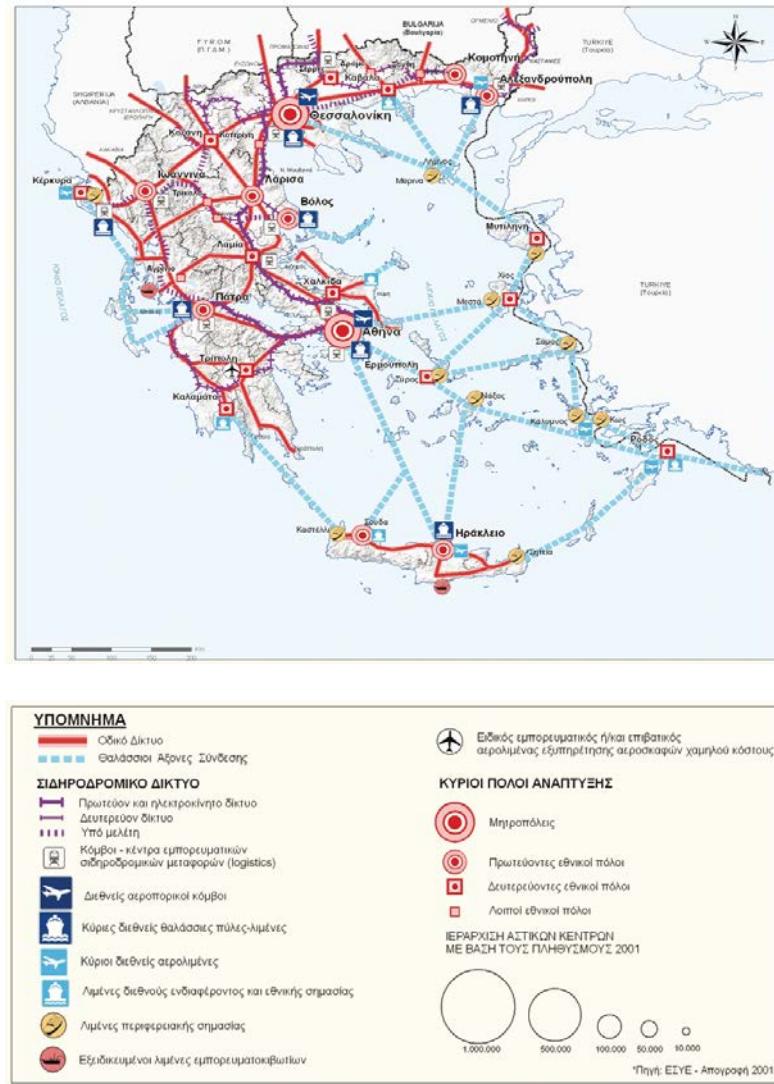 F Y R O M
(Π.Γ.Δ.Μ.)
BULGARIJA
(Βουλγαρία)
TURKIYE
(Τουρκία)
SHQIPERIJA
(ΑΛΒΑΝΙΑ)
Κομοτηνή
Αλεξανδρούπολη
Καβάλα
Θεσσαλονίκη
Κοζάνη
Κατερίνη
Ιωάννινα
Λάρισα
Κέρκυρα
Βόλος
Λήμνος
Μύρινα
Μυτιλήνη
Λαμία
Χίος
TURKIYE
(Τουρκία)
Χαλκίδα
Μεστά
Πάτρα
Αθήνα
Σάμος
Τρίπολη
Ερμούπολη
Σύρος
Καλαμάτα
Νάξος
Κάλυμνος
Κως
Ρόδος
Καστέλλι
Σούδα
Ηράκλειο
Σητεία
ΥΠΟΜΝΗΜΑ
Οδικό Δίκτυο
Θαλάσσιοι Άξονες Σύνδεσης
ΣΙΔΗΡΟΔΡΟΜΙΚΟ ΔΙΚΤΥΟ
Πρωτεύον και ηλεκτροκίνητο δίκτυο
Δευτερεύον δίκτυο
Υπό μελέτη
Κόμβοι - κέντρα εμπορευματικών
σιδηροδρομικών μεταφορών (logistics)
Διεθνείς αεροπορικοί κόμβοι
Κύριες διεθνείς θαλάσσιες πύλες-λιμένες
Κύριοι διεθνείς αερολιμένες
Λιμένες διεθνούς ενδιαφέροντος και εθνικής σημασίας
Λιμένες περιφερειακής σημασίας
Εξειδικευμένοι λιμένες εμπορευματοκιβωτίων
Ειδικός εμπορευματικός ή/και επιβατικός
αερολιμένας εξυπηρέτησης αεροσκαφών χαμηλού κόστους
ΚΥΡΙΟΙ ΠΟΛΟΙ ΑΝΑΠΤΥΞΗΣ
Μητροπόλεις
Πρωτεύοντες εθνικοί πόλοι
Δευτερεύοντες εθνικοί πόλοι
Λοιποί εθνικοί πόλοι
ΙΕΡΑΡΧΙΣΗ ΑΣΤΙΚΩΝ ΚΕΝΤΡΩΝ
ΜΕ ΒΑΣΗ ΤΟΥΣ ΠΛΗΘΥΣΜΟΥΣ 2001
1.000.000 500.000 100.000 50.000 10.000
*Πηγή: ΕΣΥΕ - Απογραφή 2001